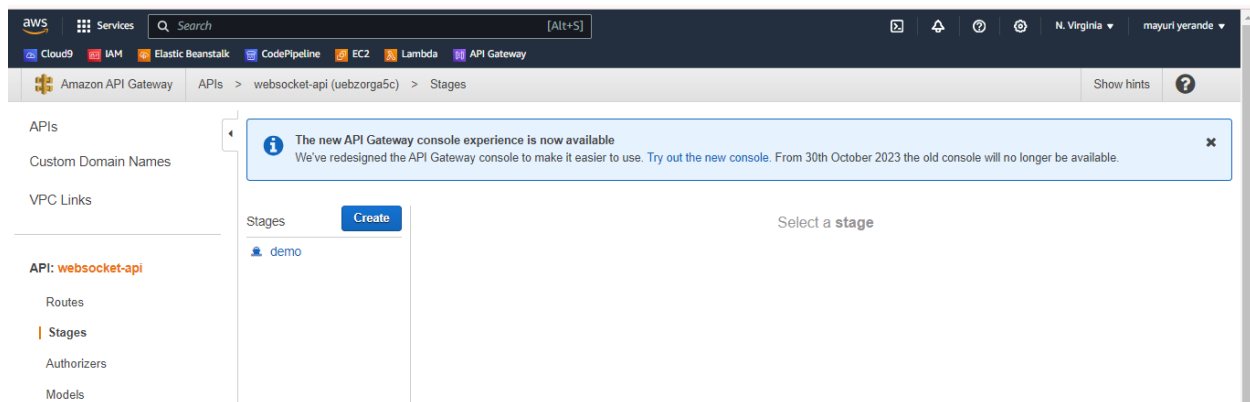 aws Services Search [Alt+S] N. Virginia ▼ mayuri yerande ▼
Cloud9 IAM Elastic Beanstalk CodePipeline EC2 Lambda API Gateway
Amazon API Gateway APIs > websocket-api (uebzorga5c) > Stages Show hints ?
APIs
Custom Domain Names
VPC Links
API: websocket-api
Routes
Stages
Authorizers
Models
The new API Gateway console experience is now available
We've redesigned the API Gateway console to make it easier to use. Try out the new console. From 30th October 2023 the old console will no longer be available.
Stages Create
demo
Select a stage